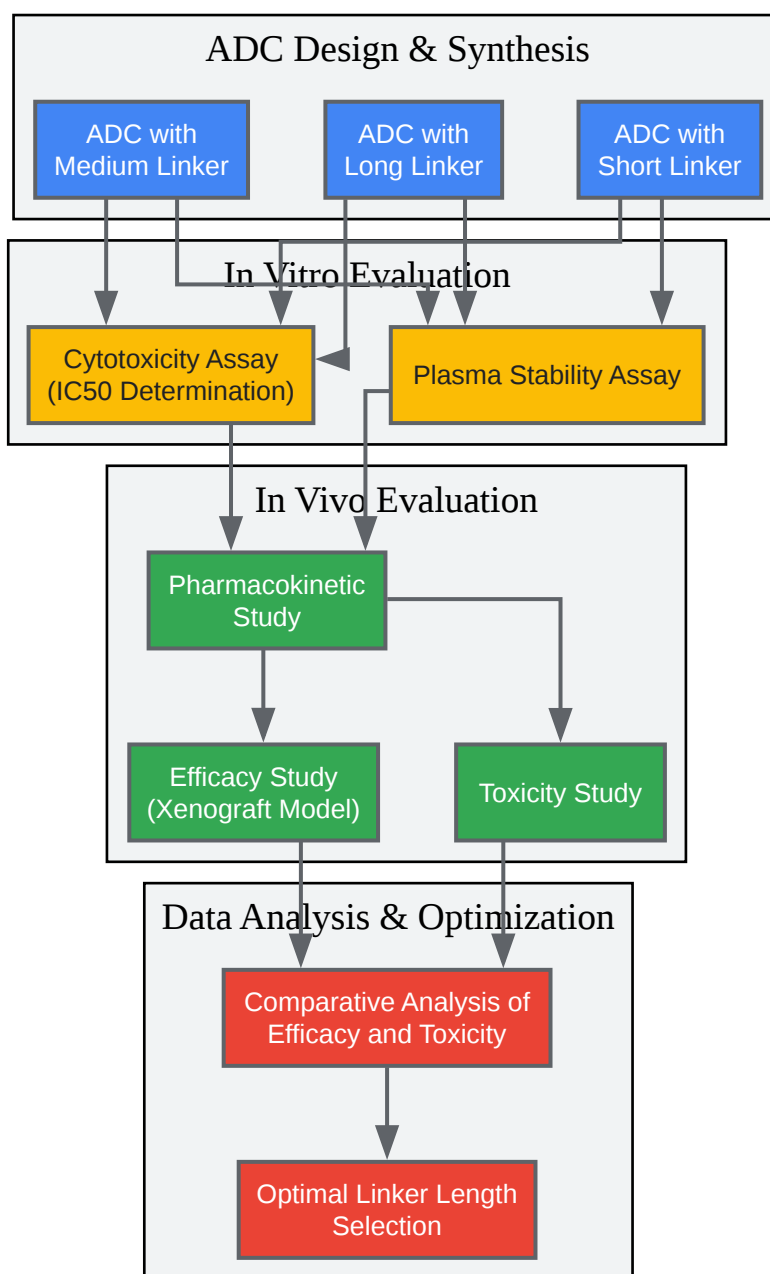 ADC Design & Synthesis
ADC with
Medium Linker
ADC with
Long Linker
ADC with
Short Linker
In Vitro Evaluation
Cytotoxicity Assay
(IC50 Determination)
Plasma Stability Assay
In Vivo Evaluation
Pharmacokinetic
Study
Efficacy Study
(Xenograft Model)
Toxicity Study
Data Analysis & Optimization
Comparative Analysis of
Efficacy and Toxicity
Optimal Linker Length
Selection